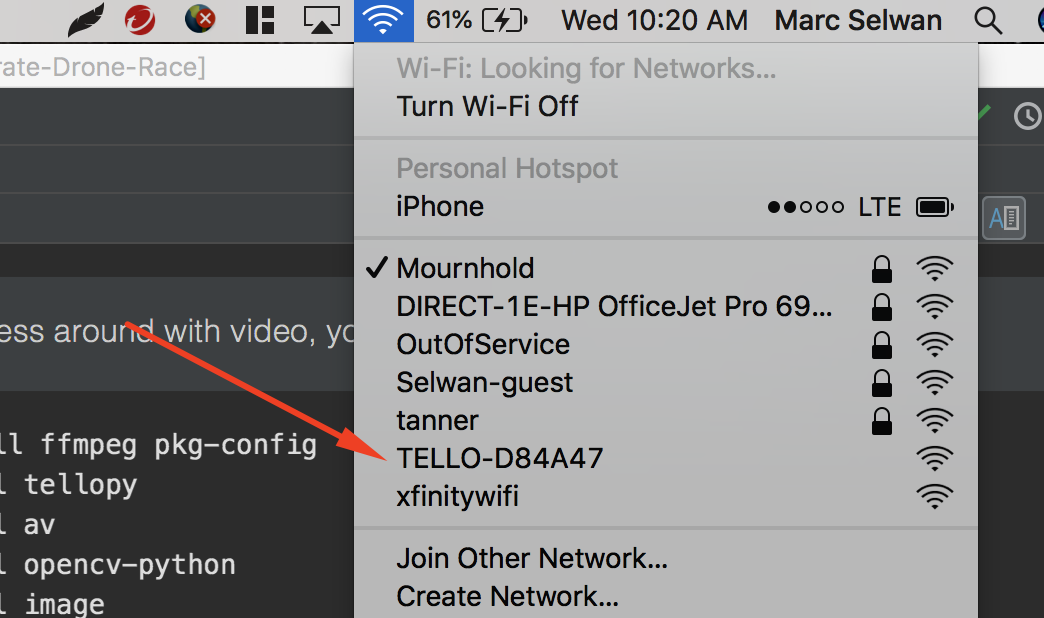 61% Wed 10:20 AM Marc Selwan
rate-Drone-Race]
Wi-Fi: Looking for Networks...
Turn Wi-Fi Off
Personal Hotspot
iPhone LTE
Mournhold
DIRECT-1E-HP OfficeJet Pro 69...
OutOfService
Selwan-guest
tanner
TELLO-D84A47
xfinitywifi
Join Other Network...
Create Network...
ess around with video, yo
ll ffmpeg pkg-config
l tellopy
l av
l opencv-python
l image
A